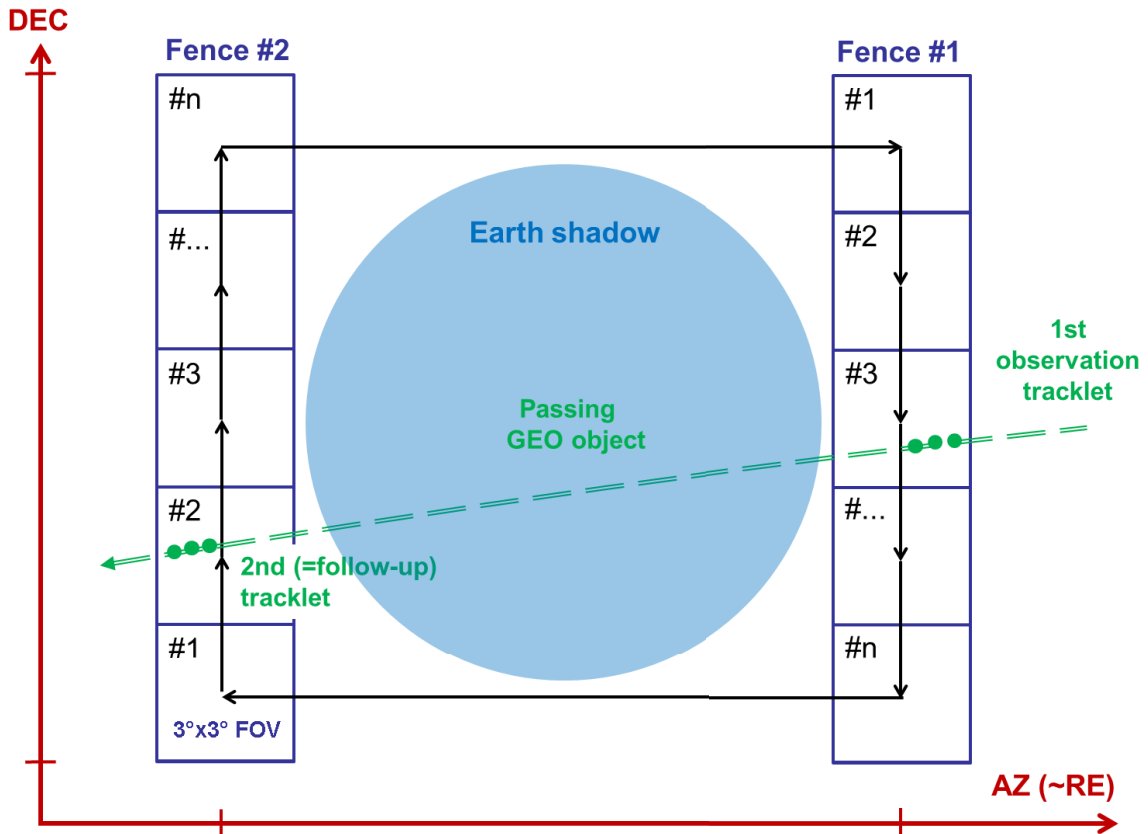 DEC
Fence #2
Fence #1
#n
#1
#...
#2
Earth shadow
#3
#3
1st
observation
tracklet
Passing
GEO object
#2
#...
2nd (=follow-up)
tracklet
#1
#n
3°x3° FOV
AZ (~RE)